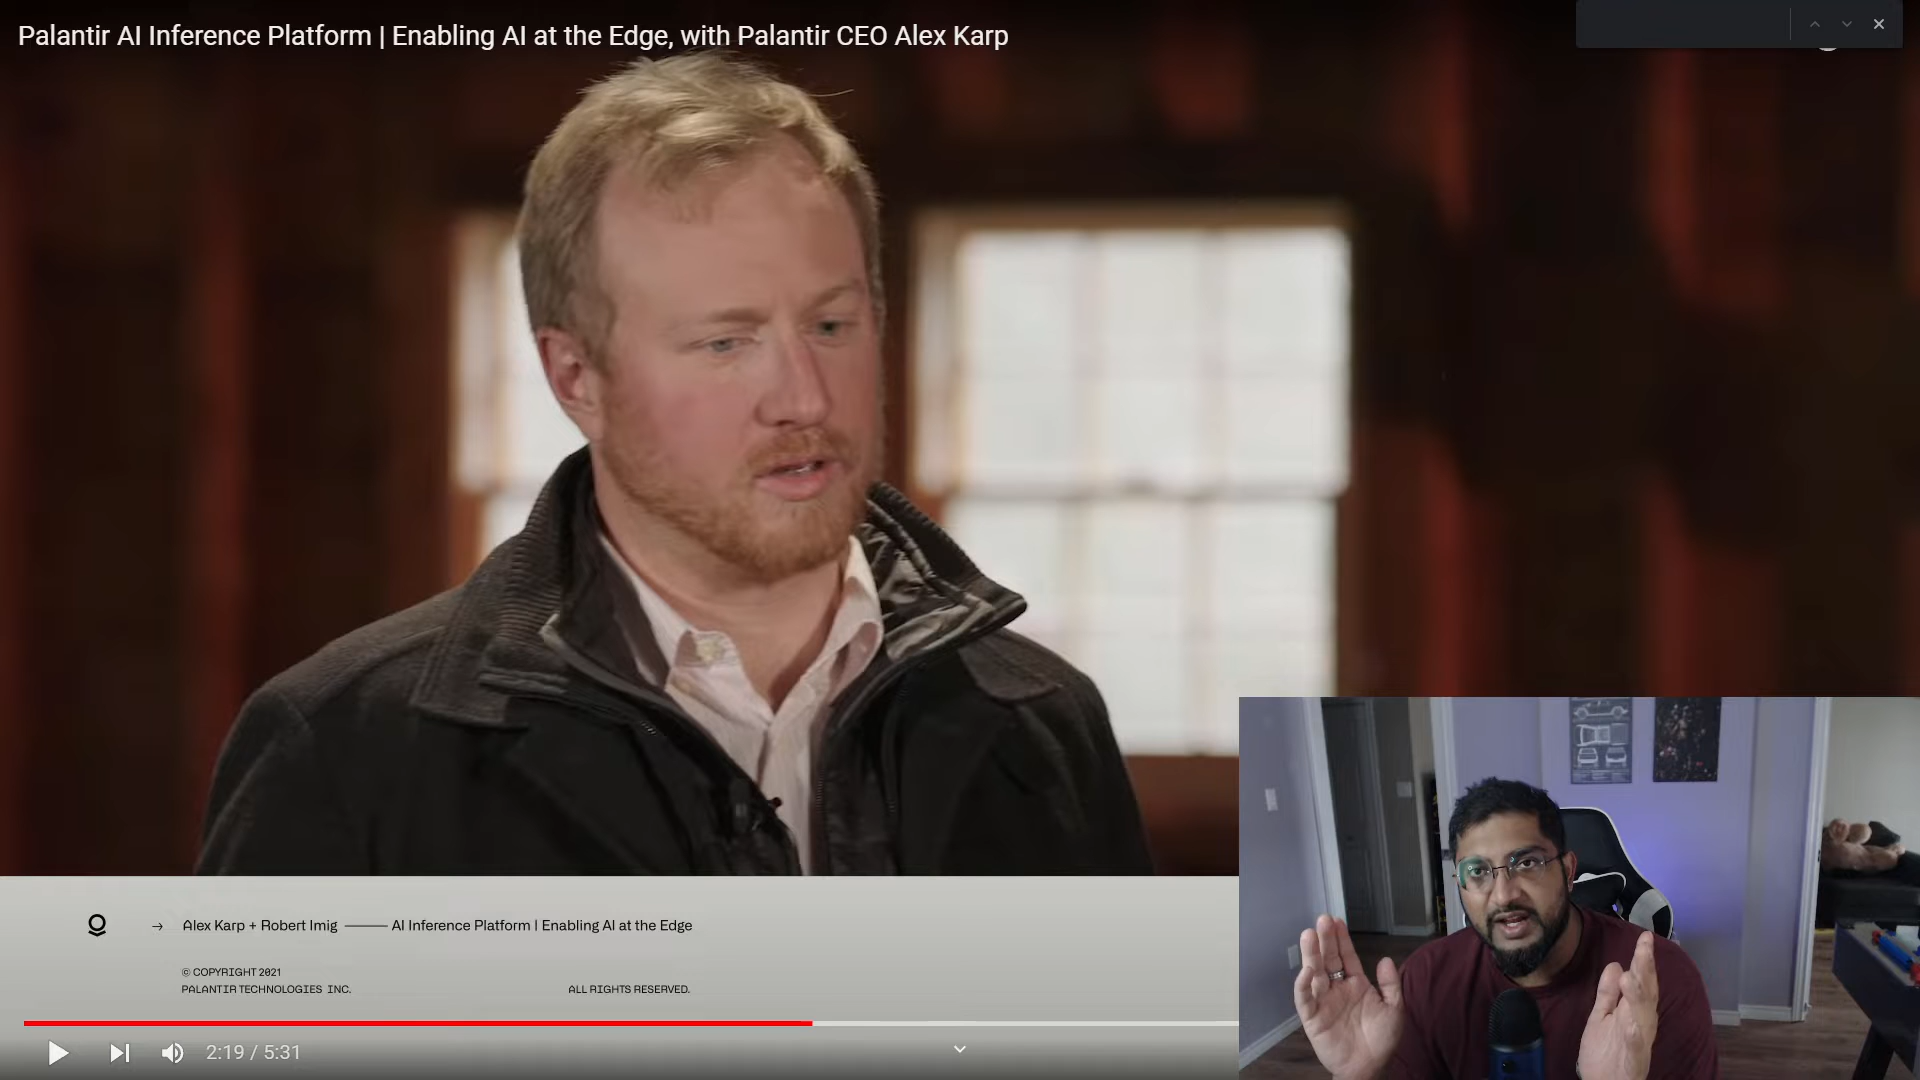 Palantir AI Inference Platform | Enabling AI at the Edge, with Palantir CEO Alex Karp
→ Alex Karp + Robert Imig ——— AI Inference Platform | Enabling AI at the Edge
© COPYRIGHT 2021
PALANTIR TECHNOLOGIES INC. ALL RIGHTS RESERVED.
2:19 / 5:31